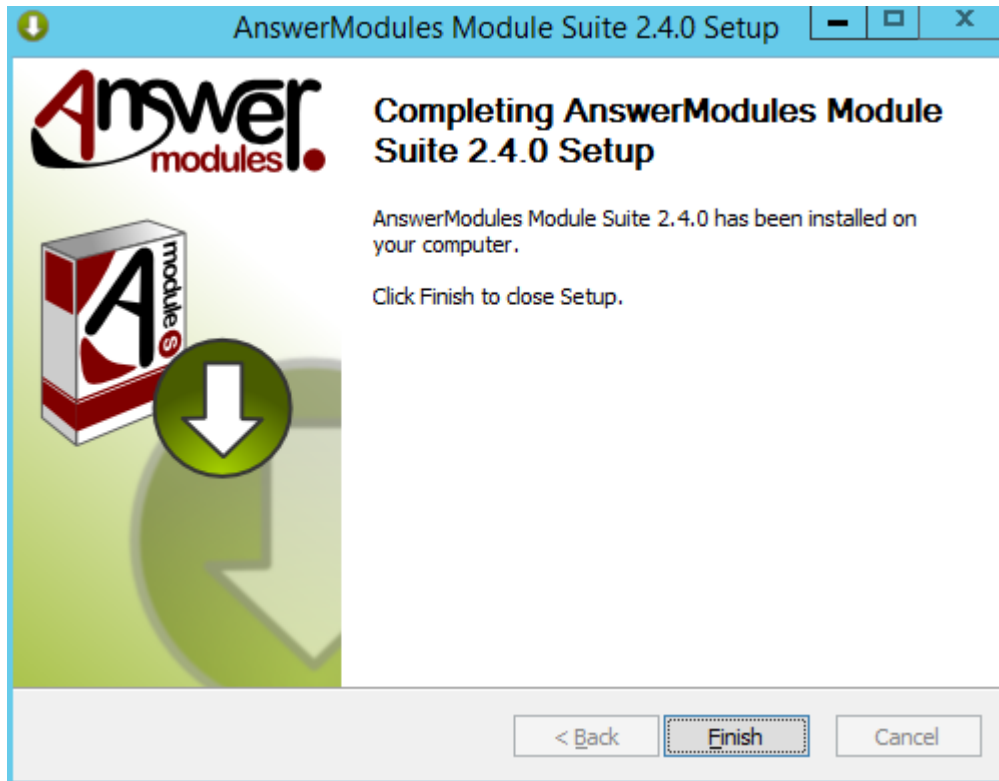 AnswerModules Module Suite 2.4.0 Setup
Answer
modules
Completing AnswerModules Module
Suite 2.4.0 Setup
AnswerModules Module Suite 2.4.0 has been installed on
your computer.
Click Finish to close Setup.
A
module s
< Back
Finish
Cancel